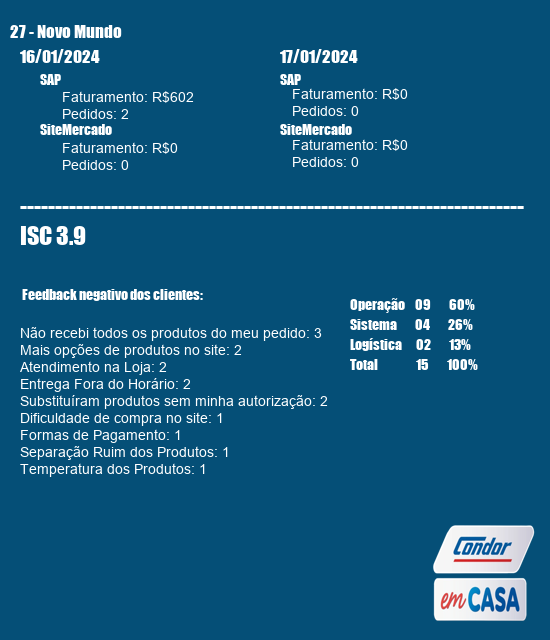 27 - Novo Mundo
16/01/2024
SAP
Faturamento: R$602
Pedidos: 2
SiteMercado
Faturamento: R$0
Pedidos: 0
17/01/2024
SAP
Faturamento: R$0
Pedidos: 0
SiteMercado
Faturamento: R$0
Pedidos: 0
------------------------------------------------------------------------
ISC 3.9
Feedback negativo dos clientes:
Não recebi todos os produtos do meu pedido: 3
Mais opções de produtos no site: 2
Atendimento na Loja: 2
Entrega Fora do Horário: 2
Substituíram produtos sem minha autorização: 2
Dificuldade de compra no site: 1
Formas de Pagamento: 1
Separação Ruim dos Produtos: 1
Temperatura dos Produtos: 1
Operação 09 60%
Sistema 04 26%
Logística 02 13%
Total 15 100%
Condor
em CASA